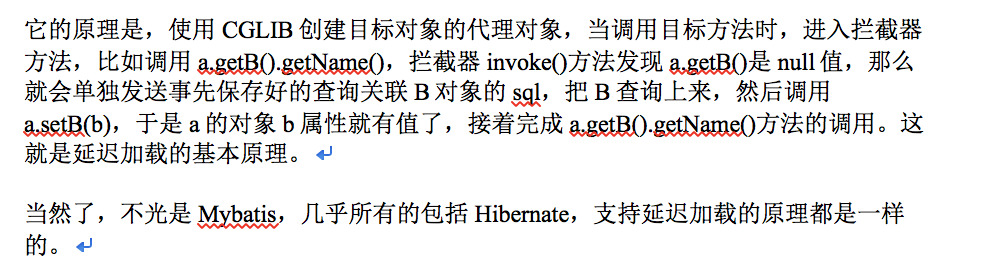 它的原理是，使用 CGLIB 创建目标对象的代理对象，当调用目标方法时，进入拦截器
方法，比如调用 a.getB().getName()，拦截器 invoke()方法发现 a.getB()是 null 值，那么
就会单独发送事先保存好的查询关联 B 对象的 sql，把 B 查询上来，然后调用
a.setB(b)，于是 a 的对象 b 属性就有值了，接着完成 a.getB().getName()方法的调用。这
就是延迟加载的基本原理。
当然了，不光是 Mybatis，几乎所有的包括 Hibernate，支持延迟加载的原理都是一样
的。